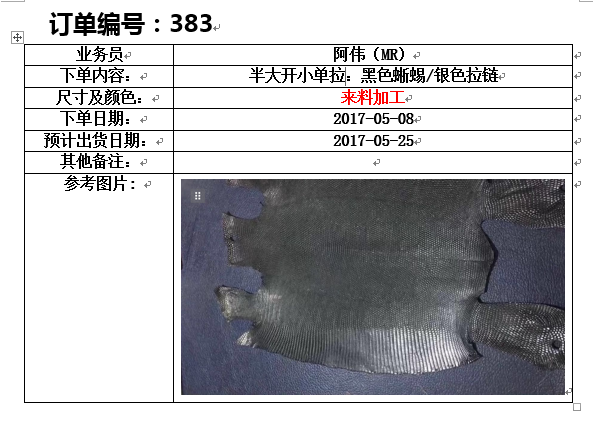 订单编号：383
业务员 阿伟（MR）
下单内容： 半大开小单拉：黑色蜥蜴/银色拉链
尺寸及颜色： 来料加工
下单日期： 2017-05-08
预计出货日期： 2017-05-25
其他备注：
参考图片：